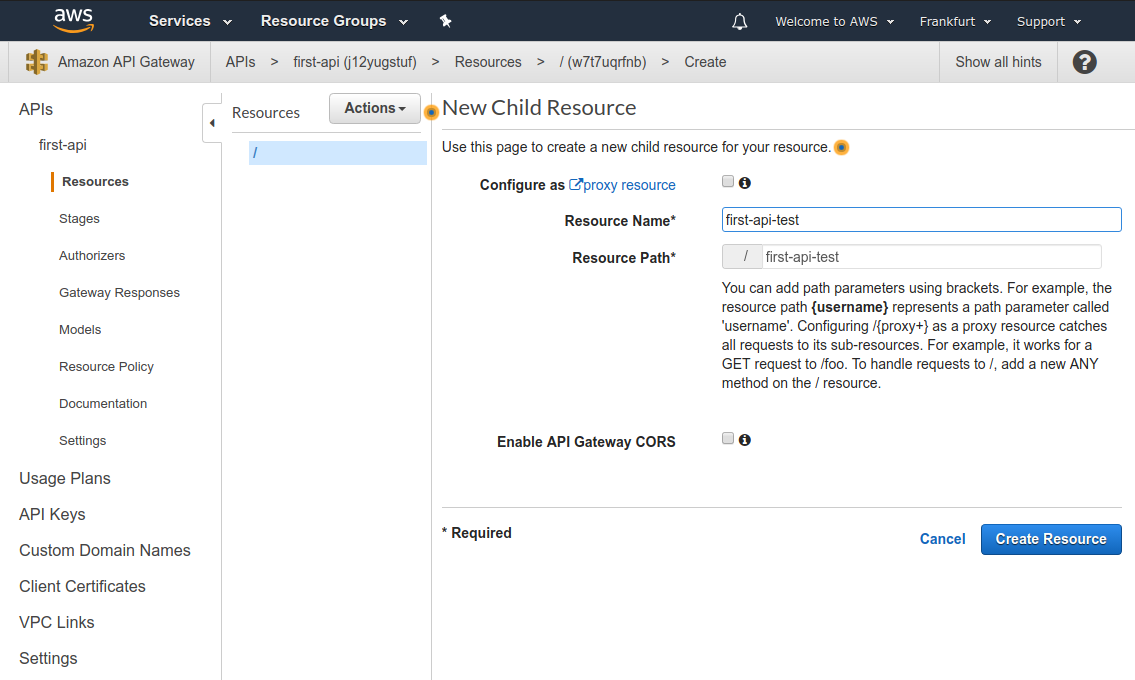 aws Services Resource Groups Welcome to AWS Frankfurt Support
Amazon API Gateway APIs > first-api (j12yugstuf) > Resources > / (w7t7uqrfnb) > Create Show all hints ?
APIs
first-api
Resources
Stages
Authorizers
Gateway Responses
Models
Resource Policy
Documentation
Settings
Usage Plans
API Keys
Custom Domain Names
Client Certificates
VPC Links
Settings
Resources Actions
/
New Child Resource
Use this page to create a new child resource for your resource.
Configure as proxy resource
Resource Name* first-api-test
Resource Path* / first-api-test
You can add path parameters using brackets. For example, the
resource path {username} represents a path parameter called
'username'. Configuring /{proxy+} as a proxy resource catches
all requests to its sub-resources. For example, it works for a
GET request to /foo. To handle requests to /, add a new ANY
method on the / resource.
Enable API Gateway CORS
* Required
Cancel Create Resource